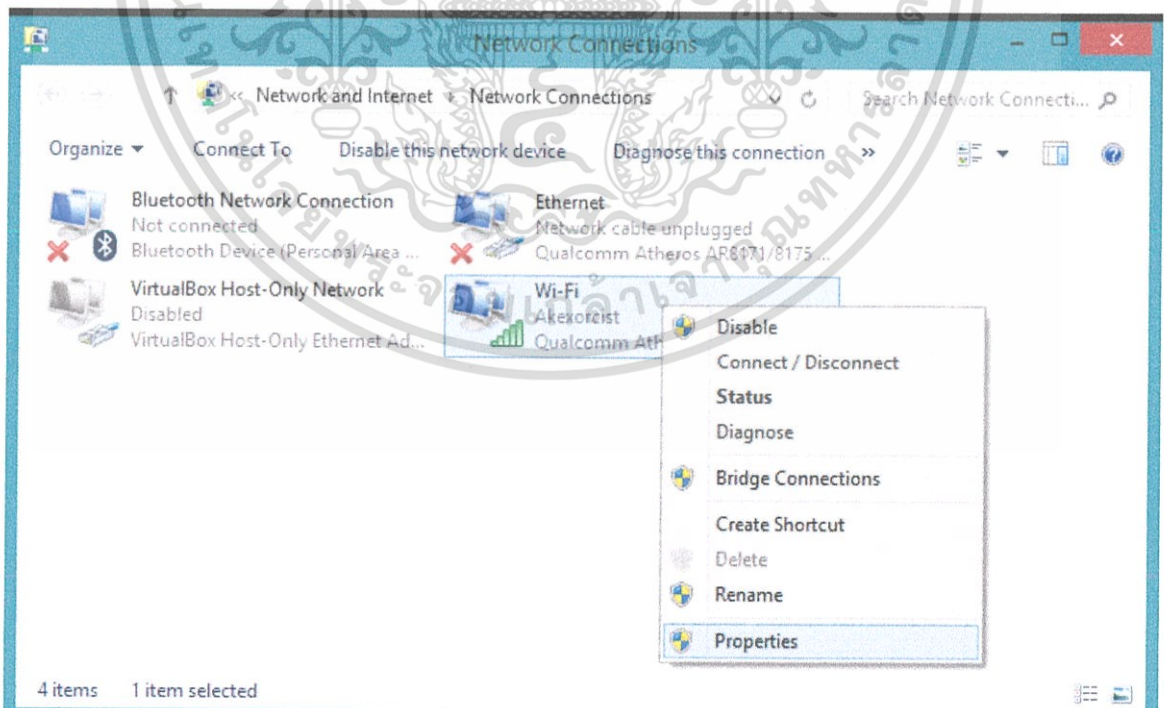 Network Connections
« Network and Internet Network Connections Search Network Connecti...
Organize Connect To Disable this network device Diagnose this connection »
Bluetooth Network Connection
Not connected
Bluetooth Device (Personal Area ...
Ethernet
Network cable unplugged
Qualcomm Atheros AR8171/8175 ...
VirtualBox Host-Only Network
Disabled
VirtualBox Host-Only Ethernet Ad...
Wi-Fi
Akexorcist
Qualcomm Ath
Disable
Connect / Disconnect
Status
Diagnose
Bridge Connections
Create Shortcut
Delete
Rename
Properties
4 items 1 item selected